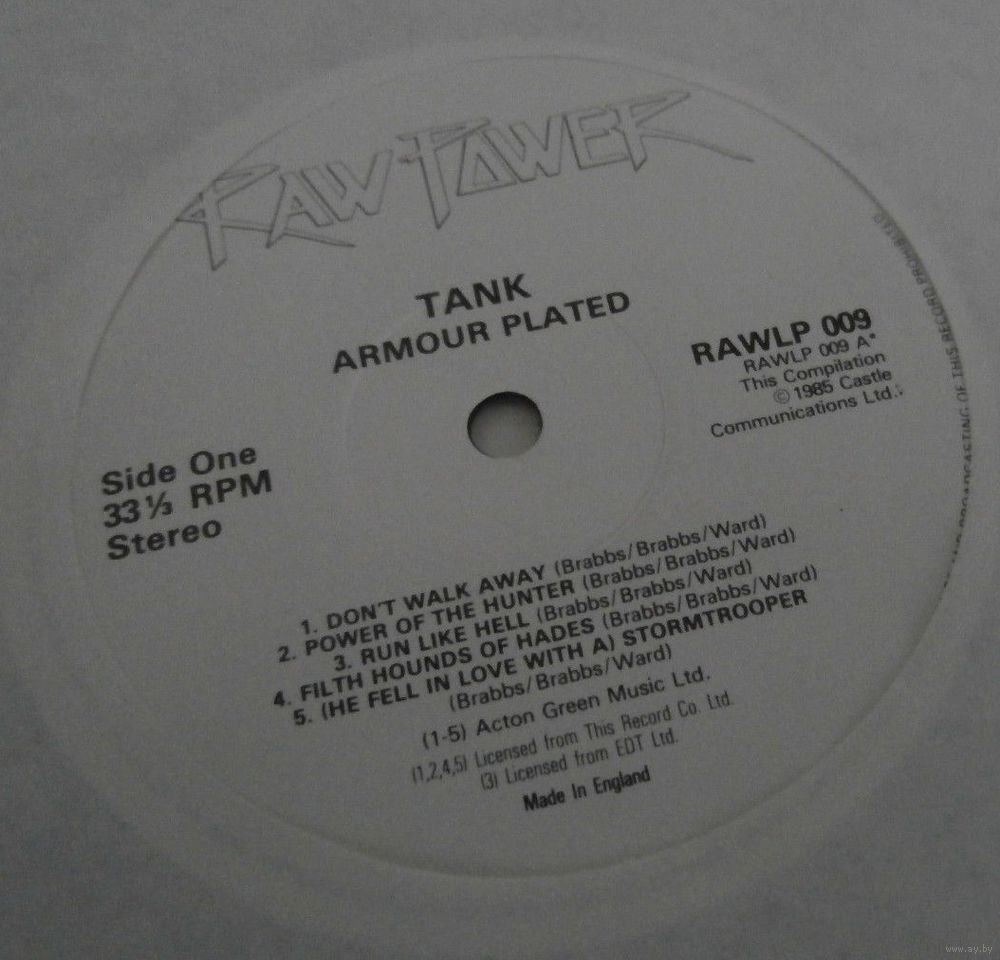 RAW POWER
TANK
ARMOUR PLATED
RAWLP 009
RAWLP 009 A*
This Compilation
© 1985 Castle
Communications Ltd.
Side One
33⅓ RPM
Stereo
1. DON'T WALK AWAY (Brabbs/Brabbs/Ward)
2. POWER OF THE HUNTER (Brabbs/Brabbs/Ward)
3. RUN LIKE HELL (Brabbs/Brabbs/Ward)
4. FILTH HOUNDS OF HADES (Brabbs/Brabbs/Ward)
5. (HE FELL IN LOVE WITH A) STORMTROOPER
(Brabbs/Brabbs/Ward)
(1-5) Acton Green Music Ltd.
(1,2,4,5) Licensed from This Record Co. Ltd.
(3) Licensed from EDT Ltd.
Made In England
BROADCASTING OF THIS RECORD PROHIBITED
www.ay.by